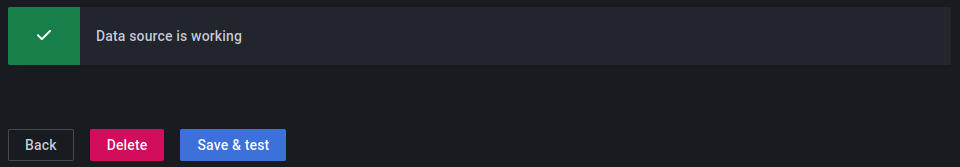 Data source is working
Back Delete Save & test